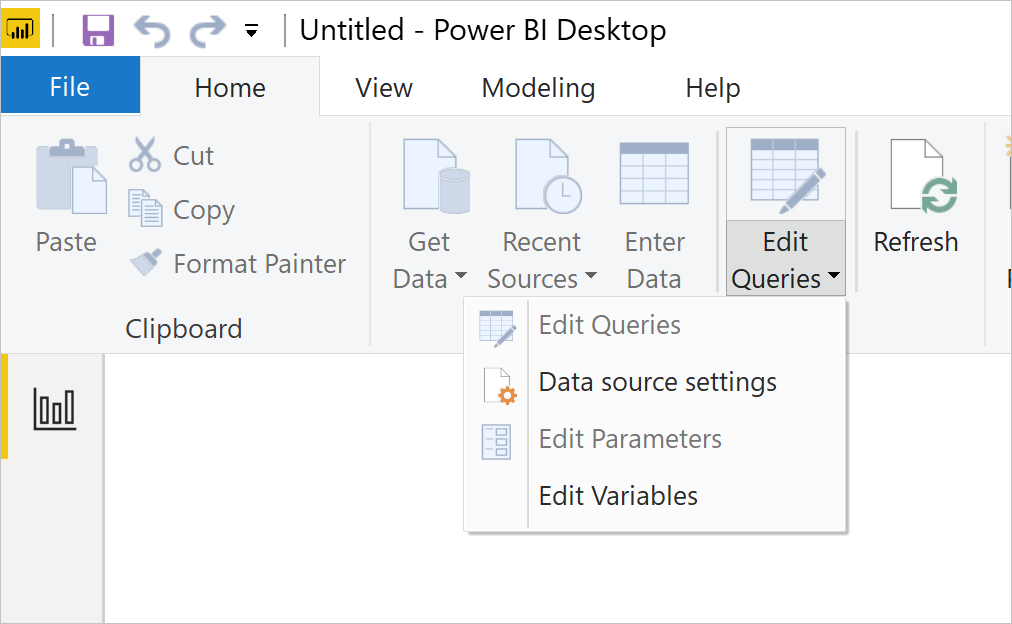 Untitled - Power BI Desktop
File Home View Modeling Help
Paste
Cut
Copy
Format Painter
Clipboard
Get
Data
Recent
Sources
Enter
Data
Edit
Queries
Refresh
Edit Queries
Data source settings
Edit Parameters
Edit Variables